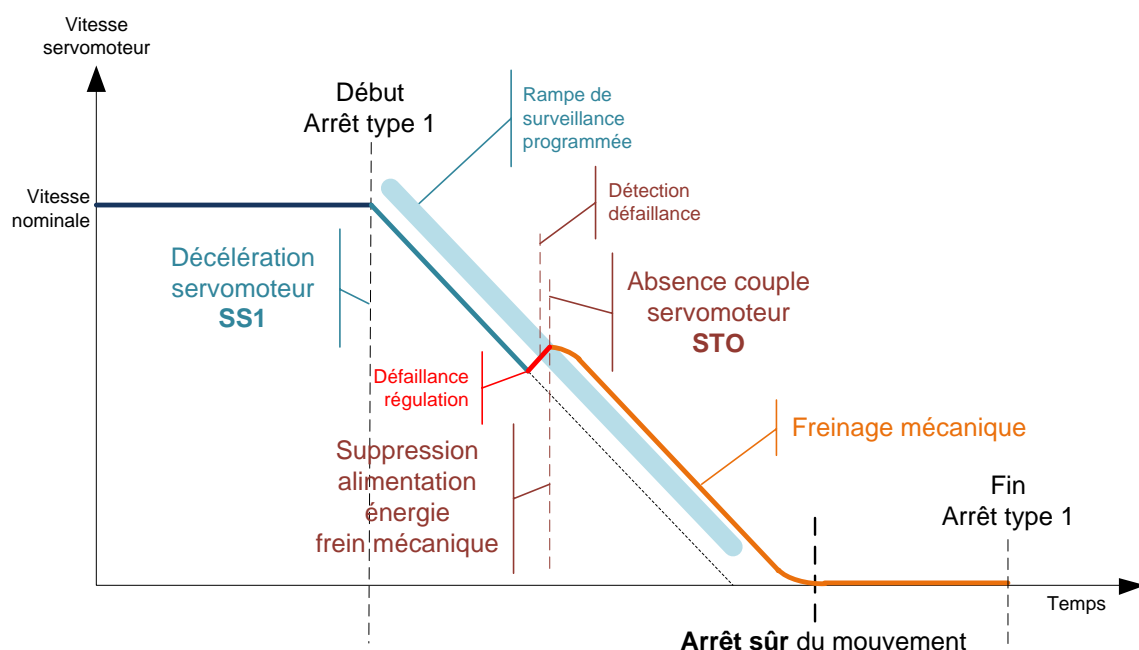 Vitesse
servomoteur
Début
Arrêt type 1
Rampe de
surveillance
programmée
Détection
défaillance
Vitesse
nominale
Décélération
servomoteur
SS1
Absence couple
servomoteur
STO
Défaillance
régulation
Freinage mécanique
Suppression
alimentation
énergie
frein mécanique
Fin
Arrêt type 1
Temps
Arrêt sûr du mouvement